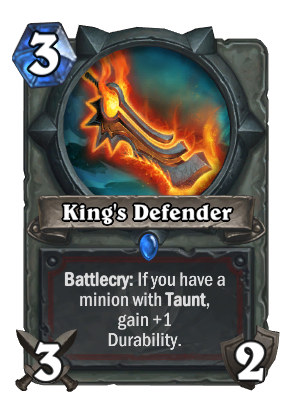 3
King's Defender
Battlecry: If you have a
minion with Taunt,
gain +1
Durability.
3
2